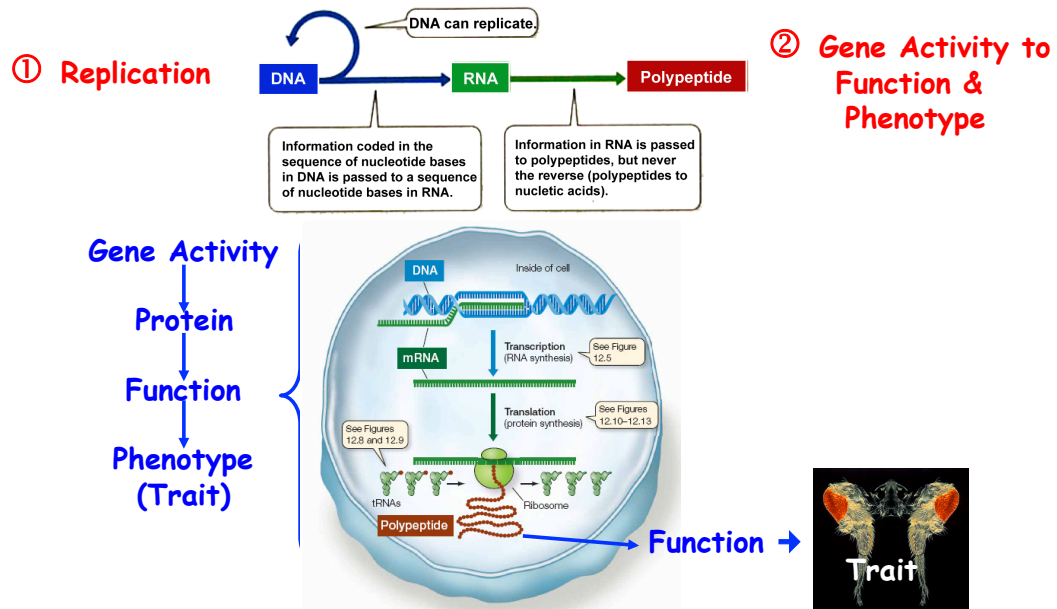 DNA can replicate.
① Replication
DNA
RNA
Polypeptide
② Gene Activity to
Function &
Phenotype
Information coded in the
sequence of nucleotide bases
in DNA is passed to a sequence
of nucleotide bases in RNA.
Information in RNA is passed
to polypeptides, but never
the reverse (polypeptides to
nucletic acids).
Gene Activity
Protein
Function
Phenotype
(Trait)
DNA
Inside of cell
mRNA
Transcription
(RNA synthesis)
See Figure
12.5
Translation
(protein synthesis)
See Figures
12.10–12.13
See Figures
12.8 and 12.9
tRNAs
Ribosome
Polypeptide
Function
Trait